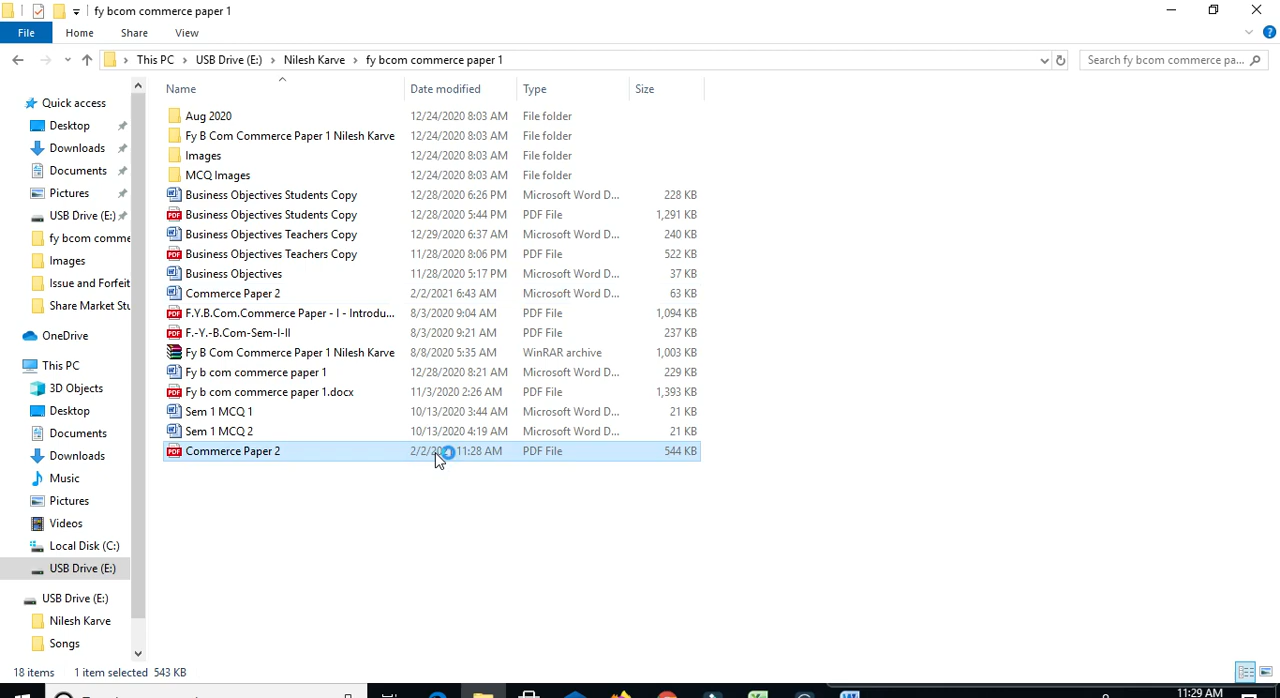 fy bcom commerce paper 1
File Home Share View
This PC USB Drive (E:) Nilesh Karve fy bcom commerce paper 1 Search fy bcom commerce pa...
Name Date modified Type Size
Quick access
Desktop
Downloads
Documents
Pictures
USB Drive (E:)
fy bcom comme
Images
Issue and Forfeit
Share Market Stu
OneDrive
This PC
3D Objects
Desktop
Documents
Downloads
Music
Pictures
Videos
Local Disk (C:)
USB Drive (E:)
USB Drive (E:)
Nilesh Karve
Songs
Aug 2020 12/24/2020 8:03 AM File folder
Fy B Com Commerce Paper 1 Nilesh Karve 12/24/2020 8:03 AM File folder
Images 12/24/2020 8:03 AM File folder
MCQ Images 12/24/2020 8:03 AM File folder
Business Objectives Students Copy 12/28/2020 6:26 PM Microsoft Word D... 228 KB
Business Objectives Students Copy 12/28/2020 5:44 PM PDF File 1,291 KB
Business Objectives Teachers Copy 12/29/2020 6:37 AM Microsoft Word D... 240 KB
Business Objectives Teachers Copy 11/28/2020 8:06 PM PDF File 522 KB
Business Objectives 11/28/2020 5:17 PM Microsoft Word D... 37 KB
Commerce Paper 2 2/2/2021 6:43 AM Microsoft Word D... 63 KB
F.Y.B.Com.Commerce Paper - I - Introdu... 8/3/2020 9:04 AM PDF File 1,094 KB
F.-Y.-B.Com-Sem-I-II 8/3/2020 9:21 AM PDF File 237 KB
Fy B Com Commerce Paper 1 Nilesh Karve 8/8/2020 5:35 AM WinRAR archive 1,003 KB
Fy b com commerce paper 1 12/28/2020 8:21 AM Microsoft Word D... 229 KB
Fy b com commerce paper 1.docx 11/3/2020 2:26 AM PDF File 1,393 KB
Sem 1 MCQ 1 10/13/2020 3:44 AM Microsoft Word D... 21 KB
Sem 1 MCQ 2 10/13/2020 4:19 AM Microsoft Word D... 21 KB
Commerce Paper 2 11:28 AM PDF File 544 KB
18 items 1 item selected 543 KB
11:29 AM